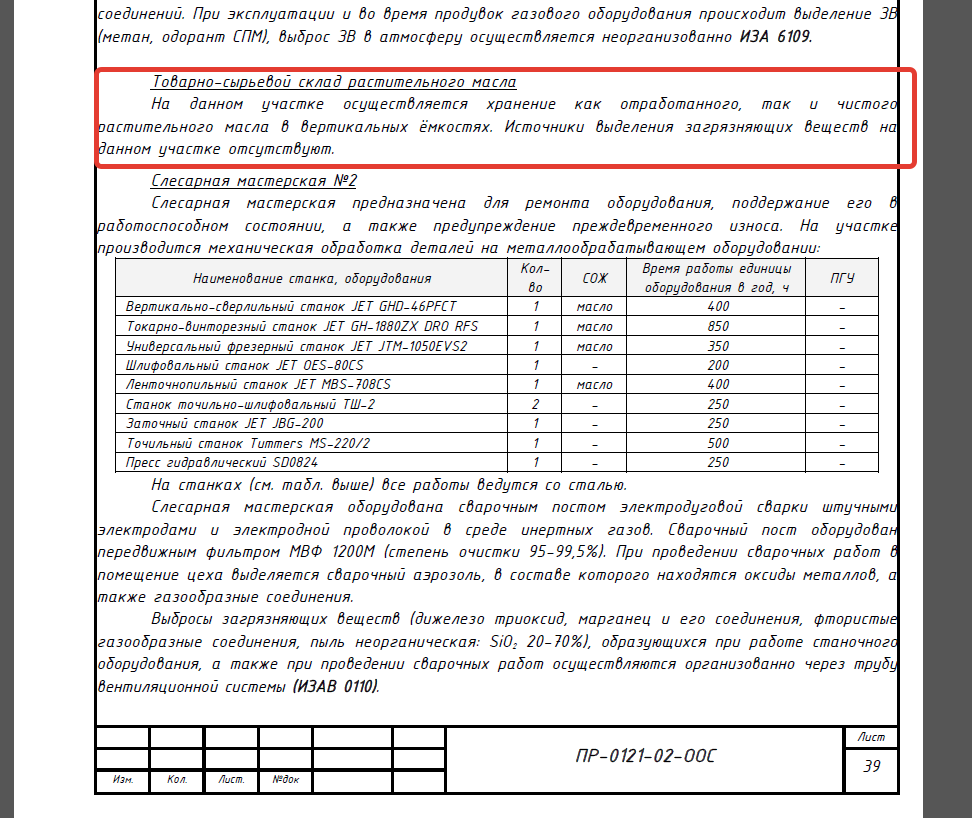 соединений. При эксплуатации и во время продувок газового оборудования происходит выделение ЗВ
(метан, одорант СПМ), выброс ЗВ в атмосферу осуществляется неорганизованно ИЗА 6109.
Товарно-сырьевой склад растительного масла
На данном участке осуществляется хранение как отработанного, так и чистого
растительного масла в вертикальных ёмкостях. Источники выделения загрязняющих веществ на
данном участке отсутствуют.
Слесарная мастерская №2
Слесарная мастерская предназначена для ремонта оборудования, поддержание его в
работоспособном состоянии, а также предупреждение преждевременного износа. На участке
производится механическая обработка деталей на металлообрабатывающем оборудовании:
Наименование станка, оборудования Кол-во СОЖ Время работы единицы оборудования в год, ч ПГУ
Вертикально-сверлильный станок JET GHD-46PFCT 1 масло 400 -
Токарно-винторезный станок JET GH-1880ZX DRO RFS 1 масло 850 -
Универсальный фрезерный станок JET JTM-1050EVS2 1 масло 350 -
Шлифовальный станок JET OES-80CS 1 - 200 -
Ленточнопильный станок JET MBS-708CS 1 масло 400 -
Станок точильно-шлифовальный ТШ-2 2 - 250 -
Заточный станок JET JBG-200 1 - 250 -
Точильный станок Tummers MS-220/2 1 - 500 -
Пресс гидравлический SD0824 1 - 250 -
На станках (см. табл. выше) все работы ведутся со сталью.
Слесарная мастерская оборудована сварочным постом электродуговой сварки штучными
электродами и электродной проволокой в среде инертных газов. Сварочный пост оборудован
передвижным фильтром МВФ 1200М (степень очистки 95-99,5%). При проведении сварочных работ в
помещение цеха выделяется сварочный аэрозоль, в составе которого находятся оксиды металлов, а
также газообразные соединения.
Выбросы загрязняющих веществ (дижелезо триоксид, марганец и его соединения, фтористые
газообразные соединения, пыль неорганическая: SiO₂ 20-70%), образующихся при работе станочного
оборудования, а также при проведении сварочных работ осуществляются организованно через трубу
вентиляционной системы (ИЗАВ 0110).
ПР-0121-02-ООС
Лист
39
Изм. Кол. Лист. №док